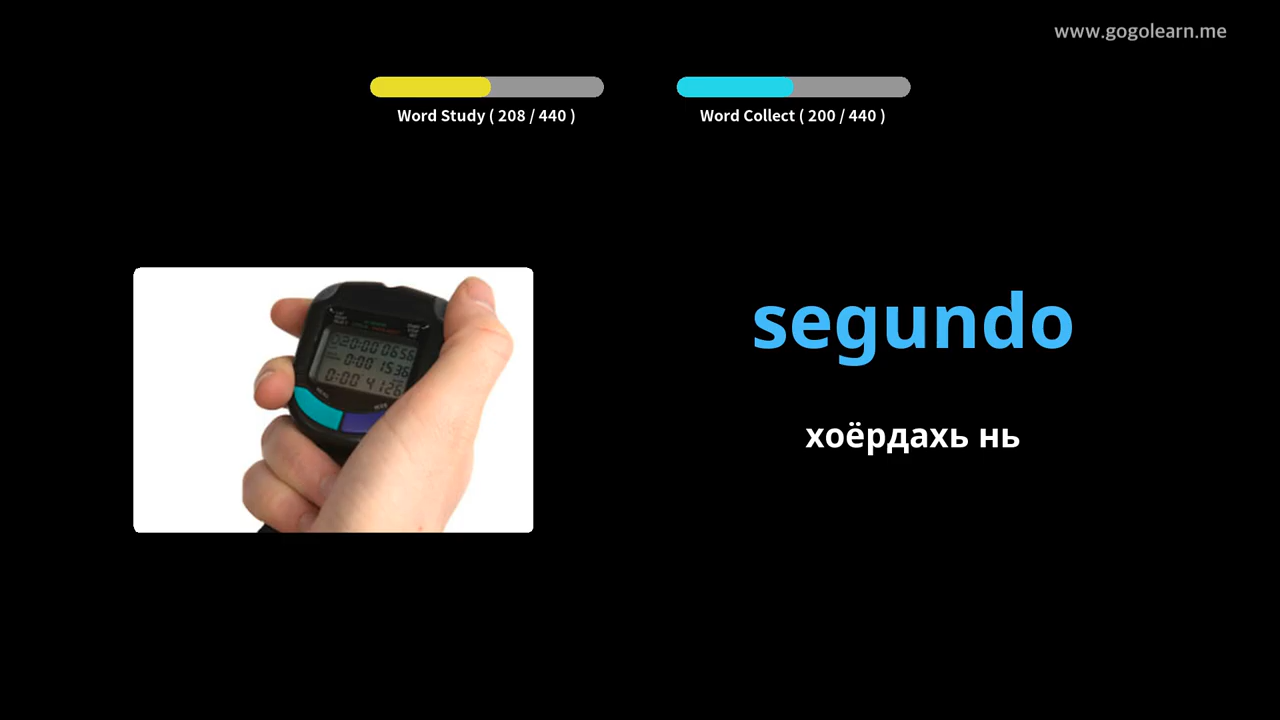 www.gogolearn.me
Word Study ( 208 / 440 )
Word Collect ( 200 / 440 )
segundo
хоёрдахь нь